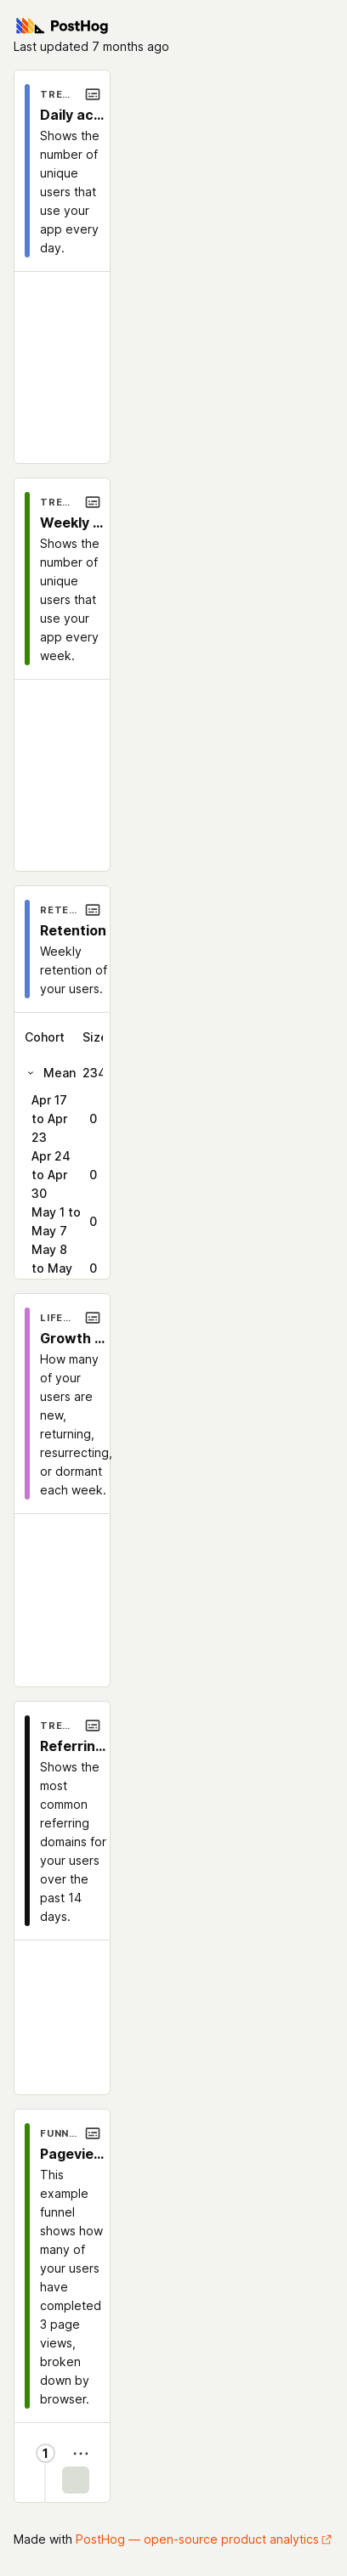 PostHog
Last updated 7 months ago
TRE...
Daily ac...
Shows the
number of
unique
users that
use your
app every
day.
TRE...
Weekly ...
Shows the
number of
unique
users that
use your
app every
week.
RETE...
Retention
Weekly
retention of
your users.
Cohort Size
Mean 234
Apr 17
to Apr 0
23
Apr 24
to Apr 0
30
May 1 to
May 7 0
May 8
to May 0
LIFE...
Growth ...
How many
of your
users are
new,
returning,
resurrecting,
or dormant
each week.
TRE...
Referrin...
Shows the
most
common
referring
domains for
your users
over the
past 14
days.
FUNN...
Pagevie...
This
example
funnel
shows how
many of
your users
have
completed
3 page
views,
broken
down by
browser.
1
Made with PostHog — open-source product analytics